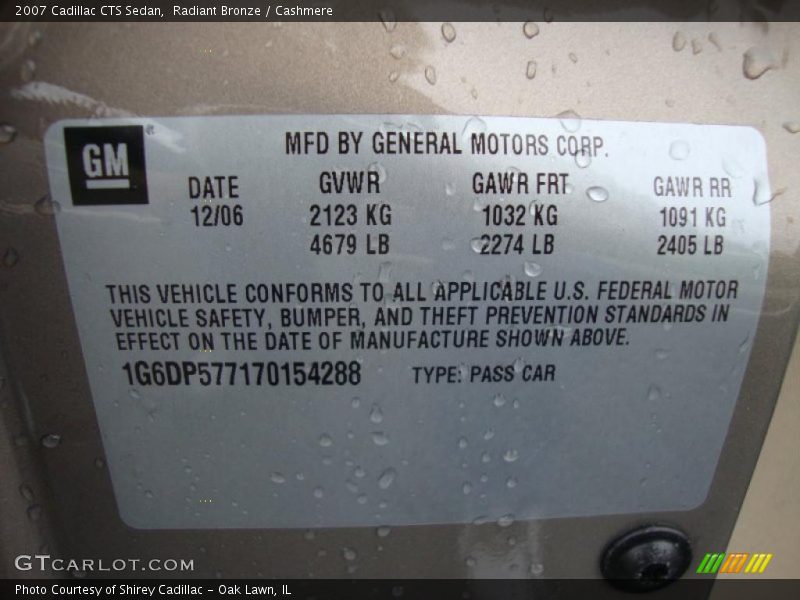 2007 Cadillac CTS Sedan, Radiant Bronze / Cashmere
GM
MFD BY GENERAL MOTORS CORP.
DATE GVWR GAWR FRT GAWR RR
12/06 2123 KG 1032 KG 1091 KG
4679 LB 2274 LB 2405 LB
THIS VEHICLE CONFORMS TO ALL APPLICABLE U.S. FEDERAL MOTOR
VEHICLE SAFETY, BUMPER, AND THEFT PREVENTION STANDARDS IN
EFFECT ON THE DATE OF MANUFACTURE SHOWN ABOVE.
1G6DP577170154288 TYPE: PASS CAR
GTCARLOT.COM
Photo Courtesy of Shirey Cadillac - Oak Lawn, IL